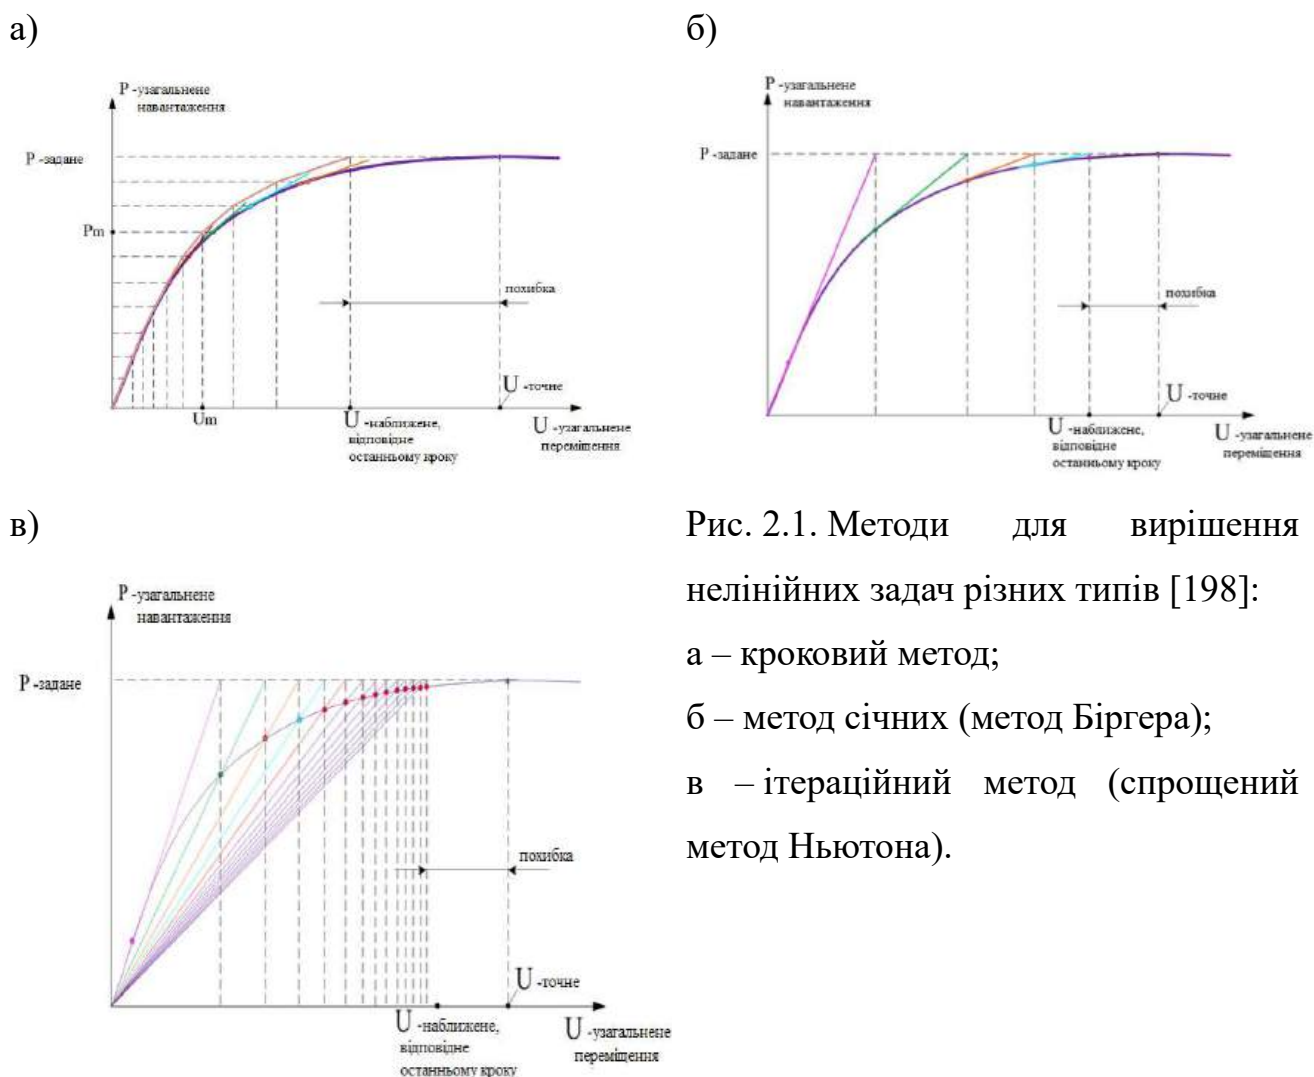 а)
P -узагальнене
навантаження
P -задане
Pm
похибка
U -точне
Um
U -наближене,
відповідне
останньому кроку
U -узагальнене
переміщення
б)
P -узагальнене
навантаження
P -задане
похибка
U -точне
U -наближене,
відповідне
останньому кроку
U -узагальнене
переміщення
в)
P -узагальнене
навантаження
P -задане
похибка
U -точне
U -наближене,
відповідне
останньому кроку
U -узагальнене
переміщення
Рис. 2.1. Методи для вирішення
нелінійних задач різних типів [198]:
а – кроковий метод;
б – метод січних (метод Біргера);
в – ітераційний метод (спрощений
метод Ньютона).